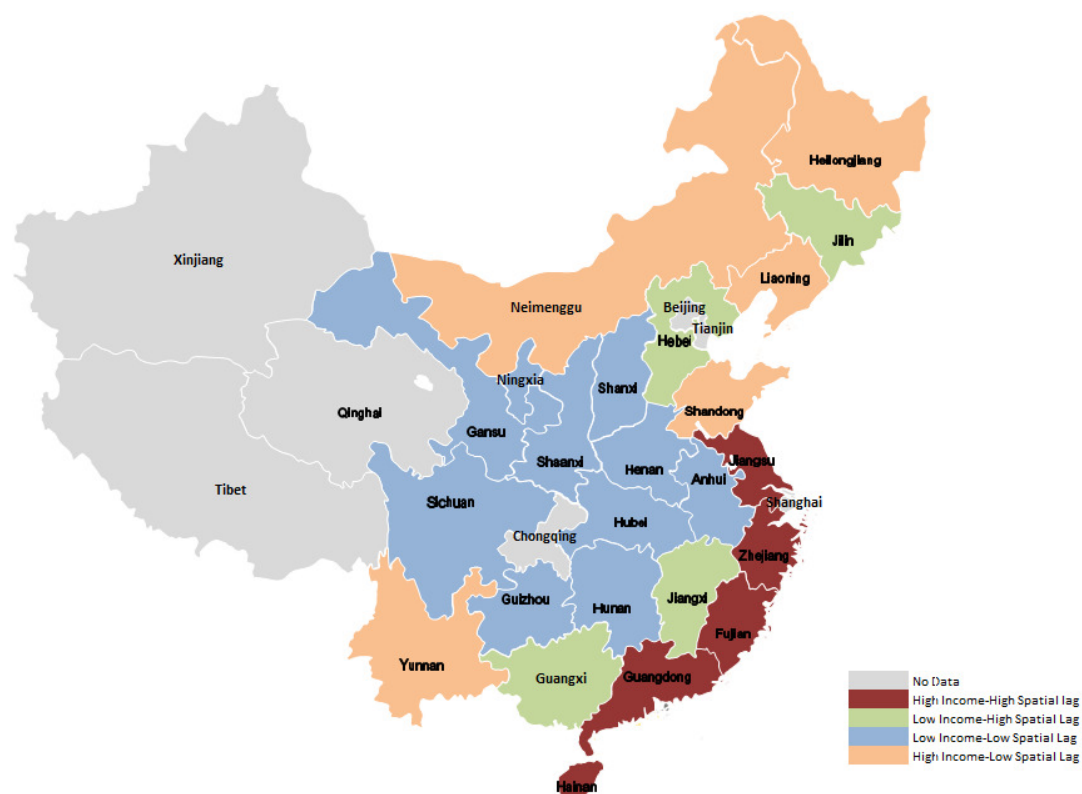 Heilongjiang
Jilin
Xinjiang
Liaoning
Neimenggu
Beijing
Tianjin
Hebei
Ningxia
Shanxi
Qinghai
Shandong
Gansu
Shaanxi
Jiangsu
Henan
Anhui
Tibet
Sichuan
Shanghai
Hubei
Chongqing
Zhejiang
Guizhou
Hunan
Jiangxi
Fujian
Yunnan
Guangxi
Guangdong
Hainan
No Data
High Income-High Spatial lag
Low Income-High Spatial Lag
Low Income-Low Spatial Lag
High Income-Low Spatial Lag